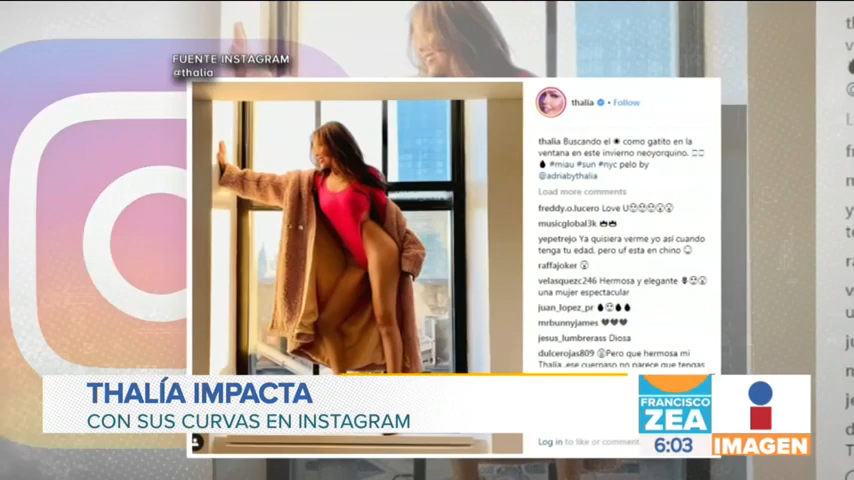 FUENTE INSTAGRAM
@thalia
thalia • Follow
thalia Buscando el ☀ como gatito en la
ventana en este invierno neoyorquino.
#miau #sun #nyc pelo by
@adriabythalia
Load more comments
freddy.o.lucero Love U
musicglobal3k
yepetrejo Ya quisiera verme yo así cuando
tenga tu edad, pero uf esta en chino
raffajoker
velasquezc246 Hermosa y elegante
una mujer espectacular
juan_lopez_pr
mrbunnyjames ♥♥♥
jesus_lumbrerass Diosa
dulcerojas809 Pero que hermosa mi
Thalia .ese cuerpaso no parece que tengas
Log in to like or comment
THALÍA IMPACTA
CON SUS CURVAS EN INSTAGRAM
FRANCISCO
ZEA
6:03
IMAGEN